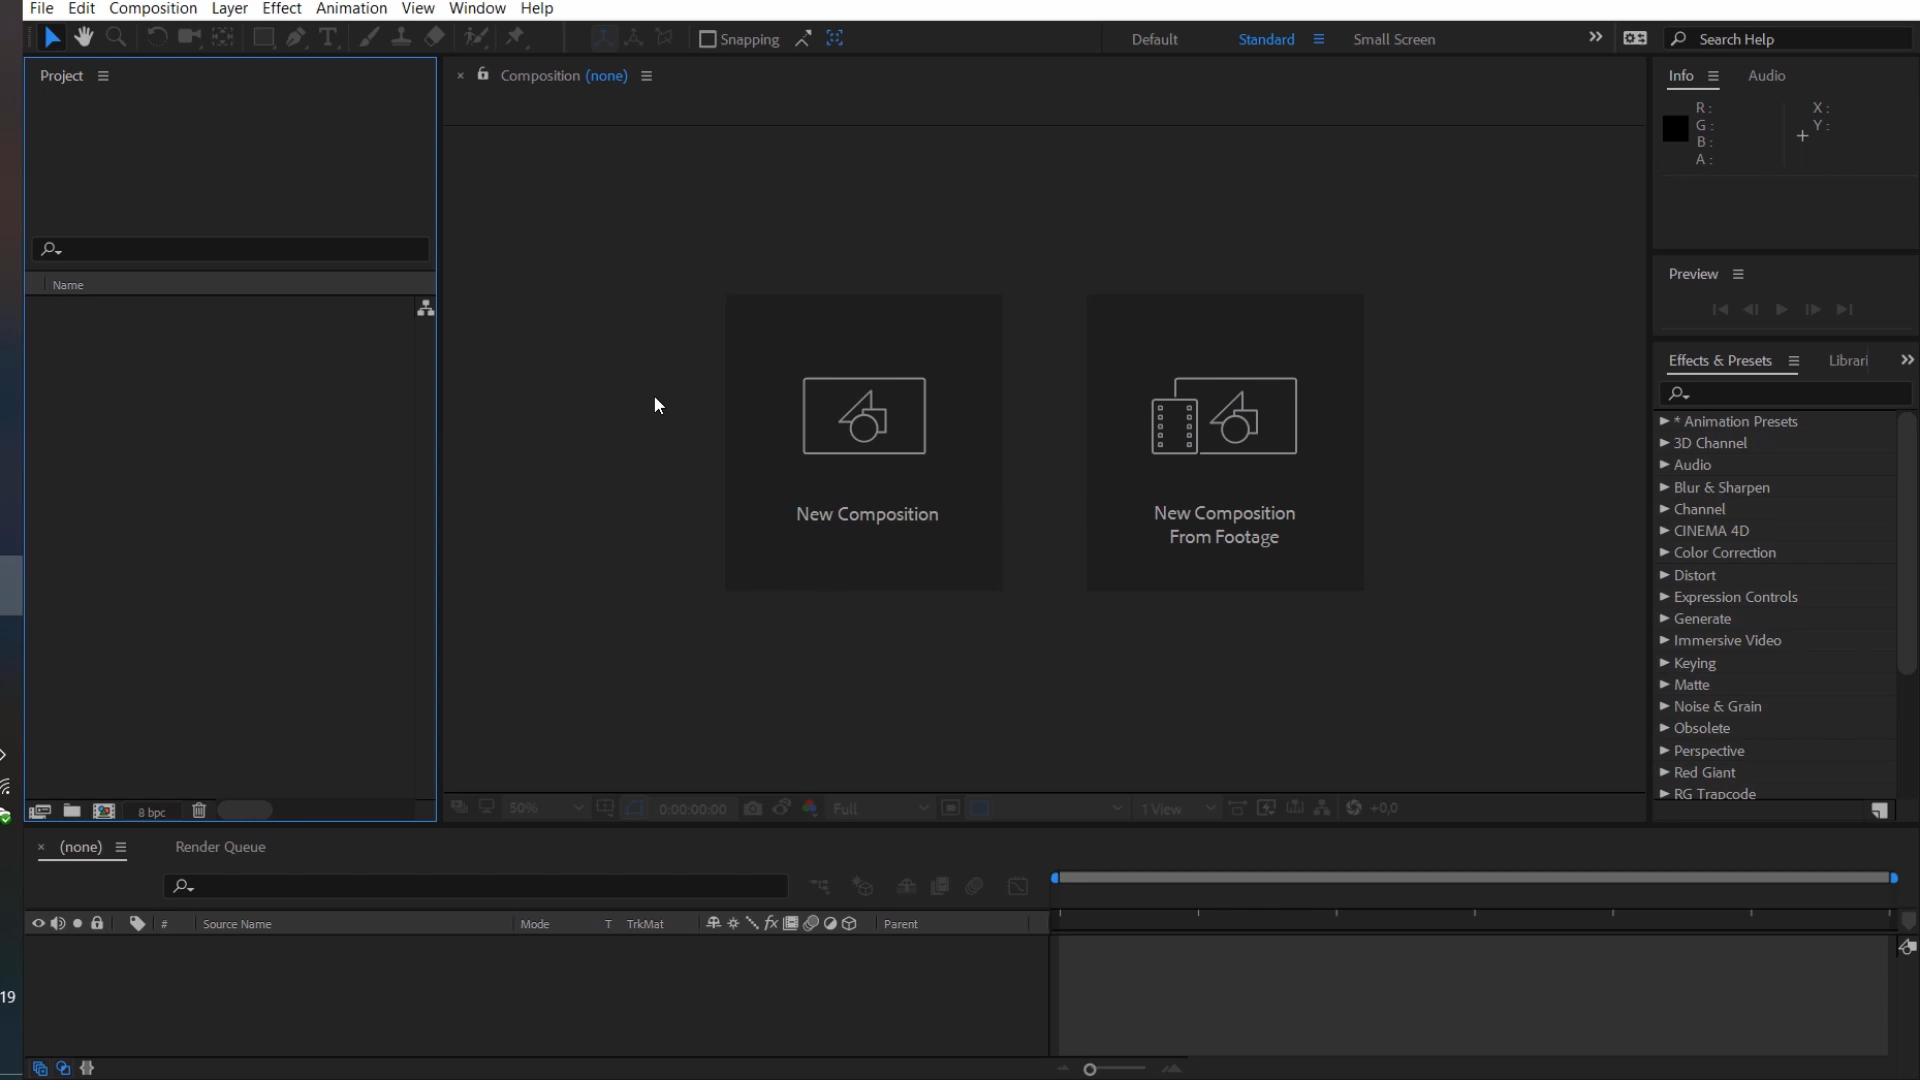 File Edit Composition Layer Effect Animation View Window Help
Snapping Default Standard Small Screen Search Help
Project
Composition (none)
Info Audio
R :
G :
B :
A :
X :
Y :
Name
Preview
New Composition
New Composition
From Footage
Effects & Presets Librari
* Animation Presets
3D Channel
Audio
Blur & Sharpen
Channel
CINEMA 4D
Color Correction
Distort
Expression Controls
Generate
Immersive Video
Keying
Matte
Noise & Grain
Obsolete
Perspective
Red Giant
RG Trapcode
8 bpc
50% 0:00:00:00 Full 1 View +0,0
(none) Render Queue
# Source Name Mode T TrkMat fx Parent
19